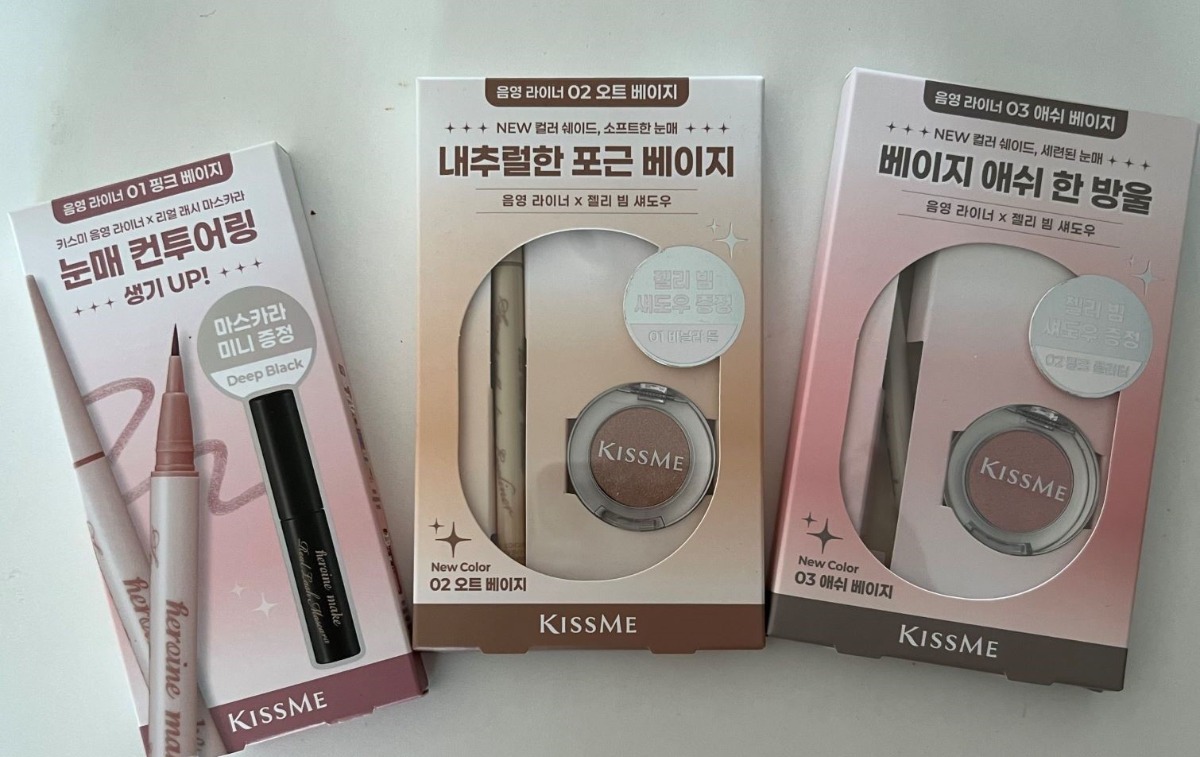 음영 라이너 01 핑크 베이지
키스미 음영 라이너 x 리얼 래시 마스카라
눈매 컨투어링
생기 UP!
마스카라
미니 증정
Deep Black
heroine make
Real Lash Mascara
heroine ma
KISSME
음영 라이너 02 오트 베이지
NEW 컬러 쉐이드, 소프트한 눈매
내추럴한 포근 베이지
음영 라이너 x 젤리 빔 섀도우
젤리 빔
섀도우 증정
KISSME
New Color
02 오트 베이지
KISSME
음영 라이너 03 애쉬 베이지
NEW 컬러 쉐이드, 세련된 눈매
베이지 애쉬 한 방울
음영 라이너 x 젤리 빔 섀도우
젤리 빔
섀도우 증정
KISSME
New Color
03 애쉬 베이지
KISSME